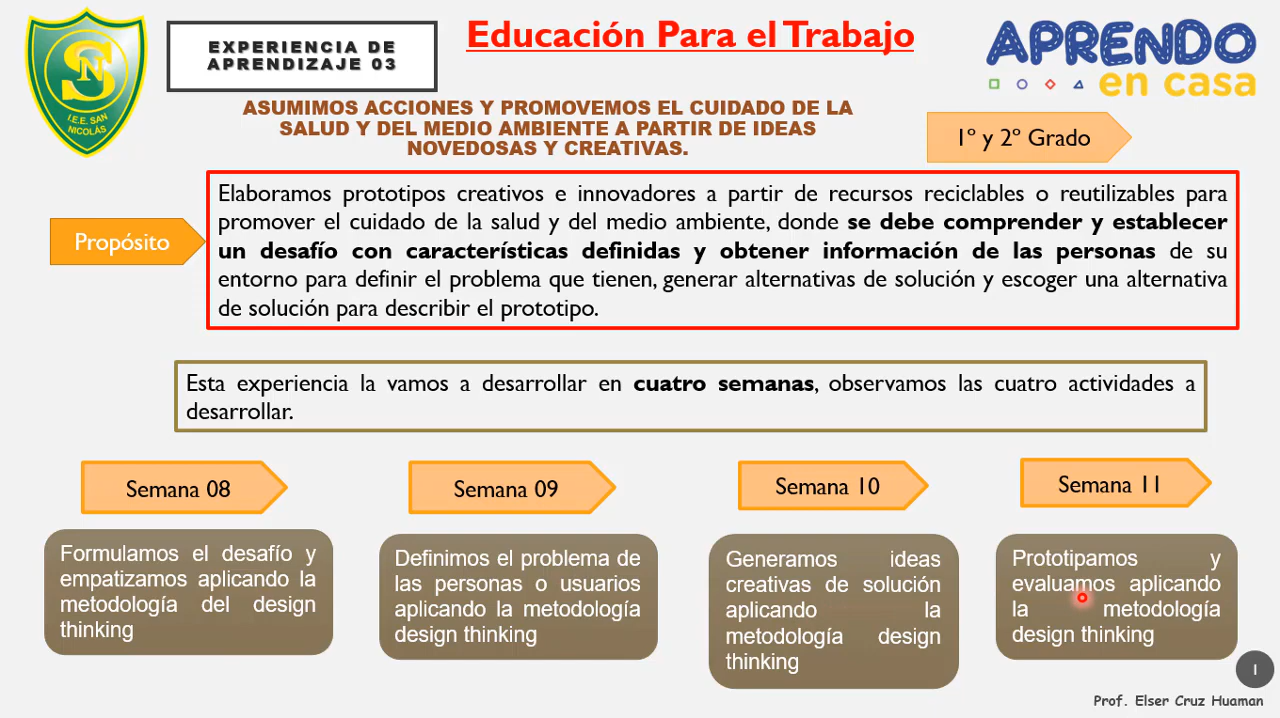 S
N
I.E.E. SAN
NICOLÁS
EXPERIENCIA DE
APRENDIZAJE 03
Educación Para el Trabajo
APRENDO
en casa
ASUMIMOS ACCIONES Y PROMOVEMOS EL CUIDADO DE LA
SALUD Y DEL MEDIO AMBIENTE A PARTIR DE IDEAS
NOVEDOSAS Y CREATIVAS.
1º y 2º Grado
Propósito
Elaboramos prototipos creativos e innovadores a partir de recursos reciclables o reutilizables para
promover el cuidado de la salud y del medio ambiente, donde se debe comprender y establecer
un desafío con características definidas y obtener información de las personas de su
entorno para definir el problema que tienen, generar alternativas de solución y escoger una alternativa
de solución para describir el prototipo.
Esta experiencia la vamos a desarrollar en cuatro semanas, observamos las cuatro actividades a
desarrollar.
Semana 08
Formulamos el desafío y
empatizamos aplicando la
metodología del design
thinking
Semana 09
Definimos el problema de
las personas o usuarios
aplicando la metodología
design thinking
Semana 10
Generamos ideas
creativas de solución
aplicando la
metodología design
thinking
Semana 11
Prototipamos y
evaluamos aplicando
la metodología
design thinking
1
Prof. Elser Cruz Huaman